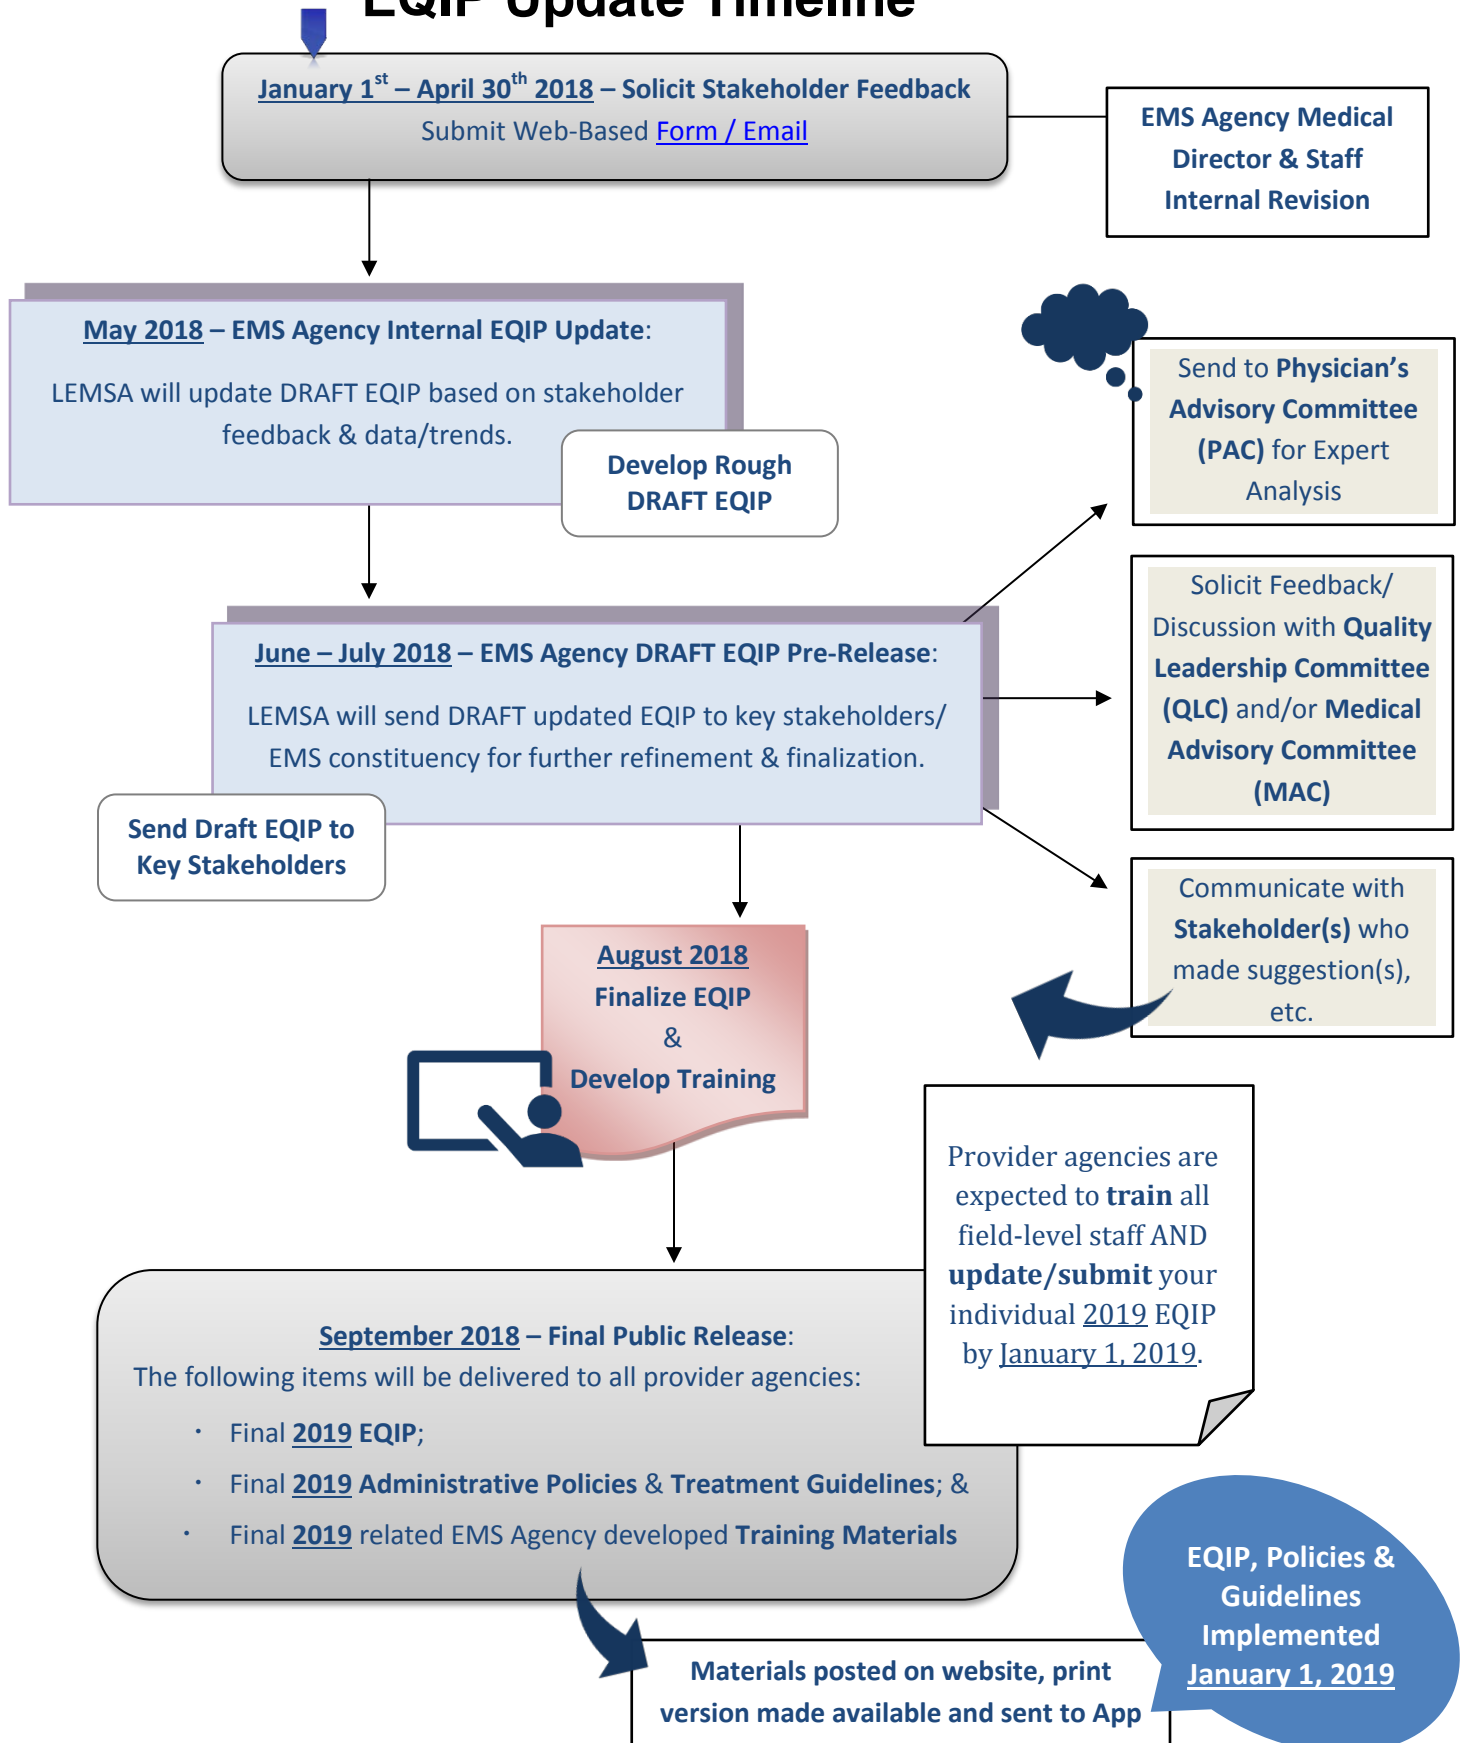 EQIP Update Timeline
January 1st – April 30th 2018 – Solicit Stakeholder Feedback
Submit Web-Based Form / Email
EMS Agency Medical
Director & Staff
Internal Revision
May 2018 – EMS Agency Internal EQIP Update:
LEMSA will update DRAFT EQIP based on stakeholder
feedback & data/trends.
Develop Rough
DRAFT EQIP
Send to Physician’s
Advisory Committee
(PAC) for Expert
Analysis
Solicit Feedback/
Discussion with Quality
Leadership Committee
(QLC) and/or Medical
Advisory Committee
(MAC)
June – July 2018 – EMS Agency DRAFT EQIP Pre-Release:
LEMSA will send DRAFT updated EQIP to key stakeholders/
EMS constituency for further refinement & finalization.
Send Draft EQIP to
Key Stakeholders
Communicate with
Stakeholder(s) who
made suggestion(s),
etc.
August 2018
Finalize EQIP
&
Develop Training
Provider agencies are
expected to train all
field-level staff AND
update/submit your
individual 2019 EQIP
by January 1, 2019.
September 2018 – Final Public Release:
The following items will be delivered to all provider agencies:
· Final 2019 EQIP;
· Final 2019 Administrative Policies & Treatment Guidelines; &
· Final 2019 related EMS Agency developed Training Materials
EQIP, Policies &
Guidelines
Implemented
January 1, 2019
Materials posted on website, print
version made available and sent to App